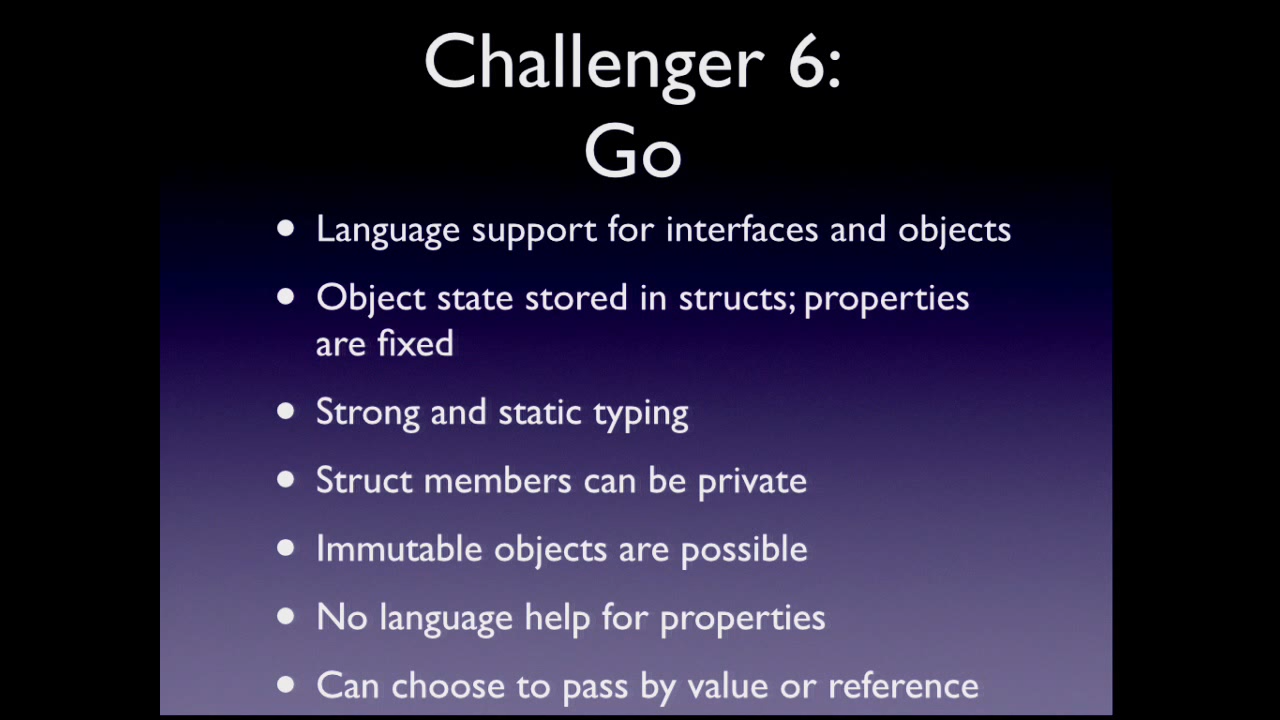 Challenger 6:
Go
• Language support for interfaces and objects
• Object state stored in structs; properties
are fixed
• Strong and static typing
• Struct members can be private
• Immutable objects are possible
• No language help for properties
• Can choose to pass by value or reference